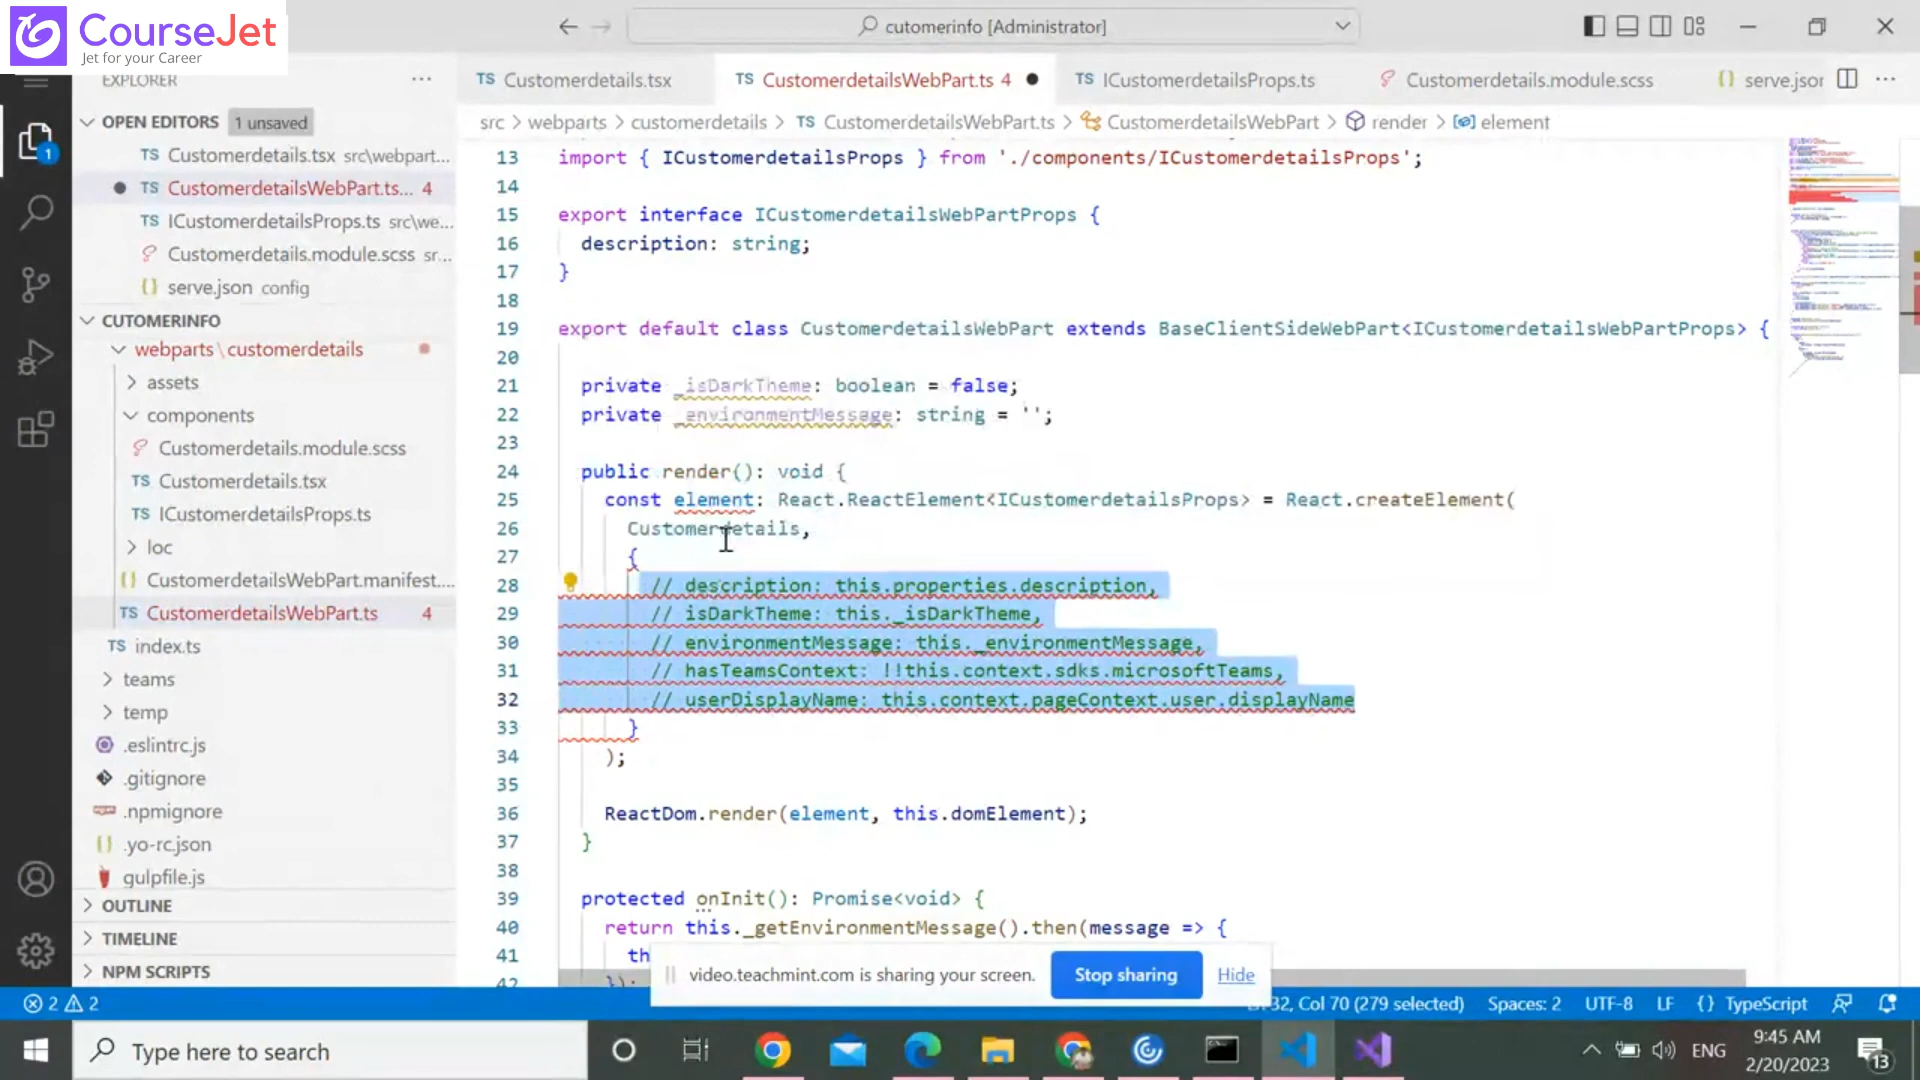 CourseJet
Jet for your Career
cutomerinfo [Administrator]
EXPLORER
TS Customerdetails.tsx
TS CustomerdetailsWebPart.ts 4
TS ICustomerdetailsProps.ts
Customerdetails.module.scss
{} serve.json
OPEN EDITORS 1 unsaved
src > webparts > customerdetails > TS CustomerdetailsWebPart.ts > CustomerdetailsWebPart > render > element
TS Customerdetails.tsx src\webpart...
TS CustomerdetailsWebPart.ts... 4
TS ICustomerdetailsProps.ts src\we...
Customerdetails.module.scss sr...
{} serve.json config
CUTOMERINFO
webparts\customerdetails
assets
components
Customerdetails.module.scss
TS Customerdetails.tsx
TS ICustomerdetailsProps.ts
loc
{} CustomerdetailsWebPart.manifest....
TS CustomerdetailsWebPart.ts 4
TS index.ts
teams
temp
.eslintrc.js
.gitignore
.npmignore
{} .yo-rc.json
gulpfile.js
OUTLINE
TIMELINE
NPM SCRIPTS
1
13 import { ICustomerdetailsProps } from './components/ICustomerdetailsProps';
14
15 export interface ICustomerdetailsWebPartProps {
16 description: string;
17 }
18
19 export default class CustomerdetailsWebPart extends BaseClientSideWebPart<ICustomerdetailsWebPartProps> {
20
21 private _isDarkTheme: boolean = false;
22 private _environmentMessage: string = '';
23
24 public render(): void {
25 const element: React.ReactElement<ICustomerdetailsProps> = React.createElement(
26 Customerdetails,
27 {
28 // description: this.properties.description,
29 // isDarkTheme: this._isDarkTheme,
30 // environmentMessage: this._environmentMessage,
31 // hasTeamsContext: !!this.context.sdks.microsoftTeams,
32 // userDisplayName: this.context.pageContext.user.displayName
33 }
34 );
35
36 ReactDom.render(element, this.domElement);
37 }
38
39 protected onInit(): Promise<void> {
40 return this._getEnvironmentMessage().then(message => {
41 th
42 });
video.teachmint.com is sharing your screen.
Stop sharing
Hide
2 2
32, Col 70 (279 selected)
Spaces: 2
UTF-8
LF
{} TypeScript
Type here to search
ENG
9:45 AM
2/20/2023
13